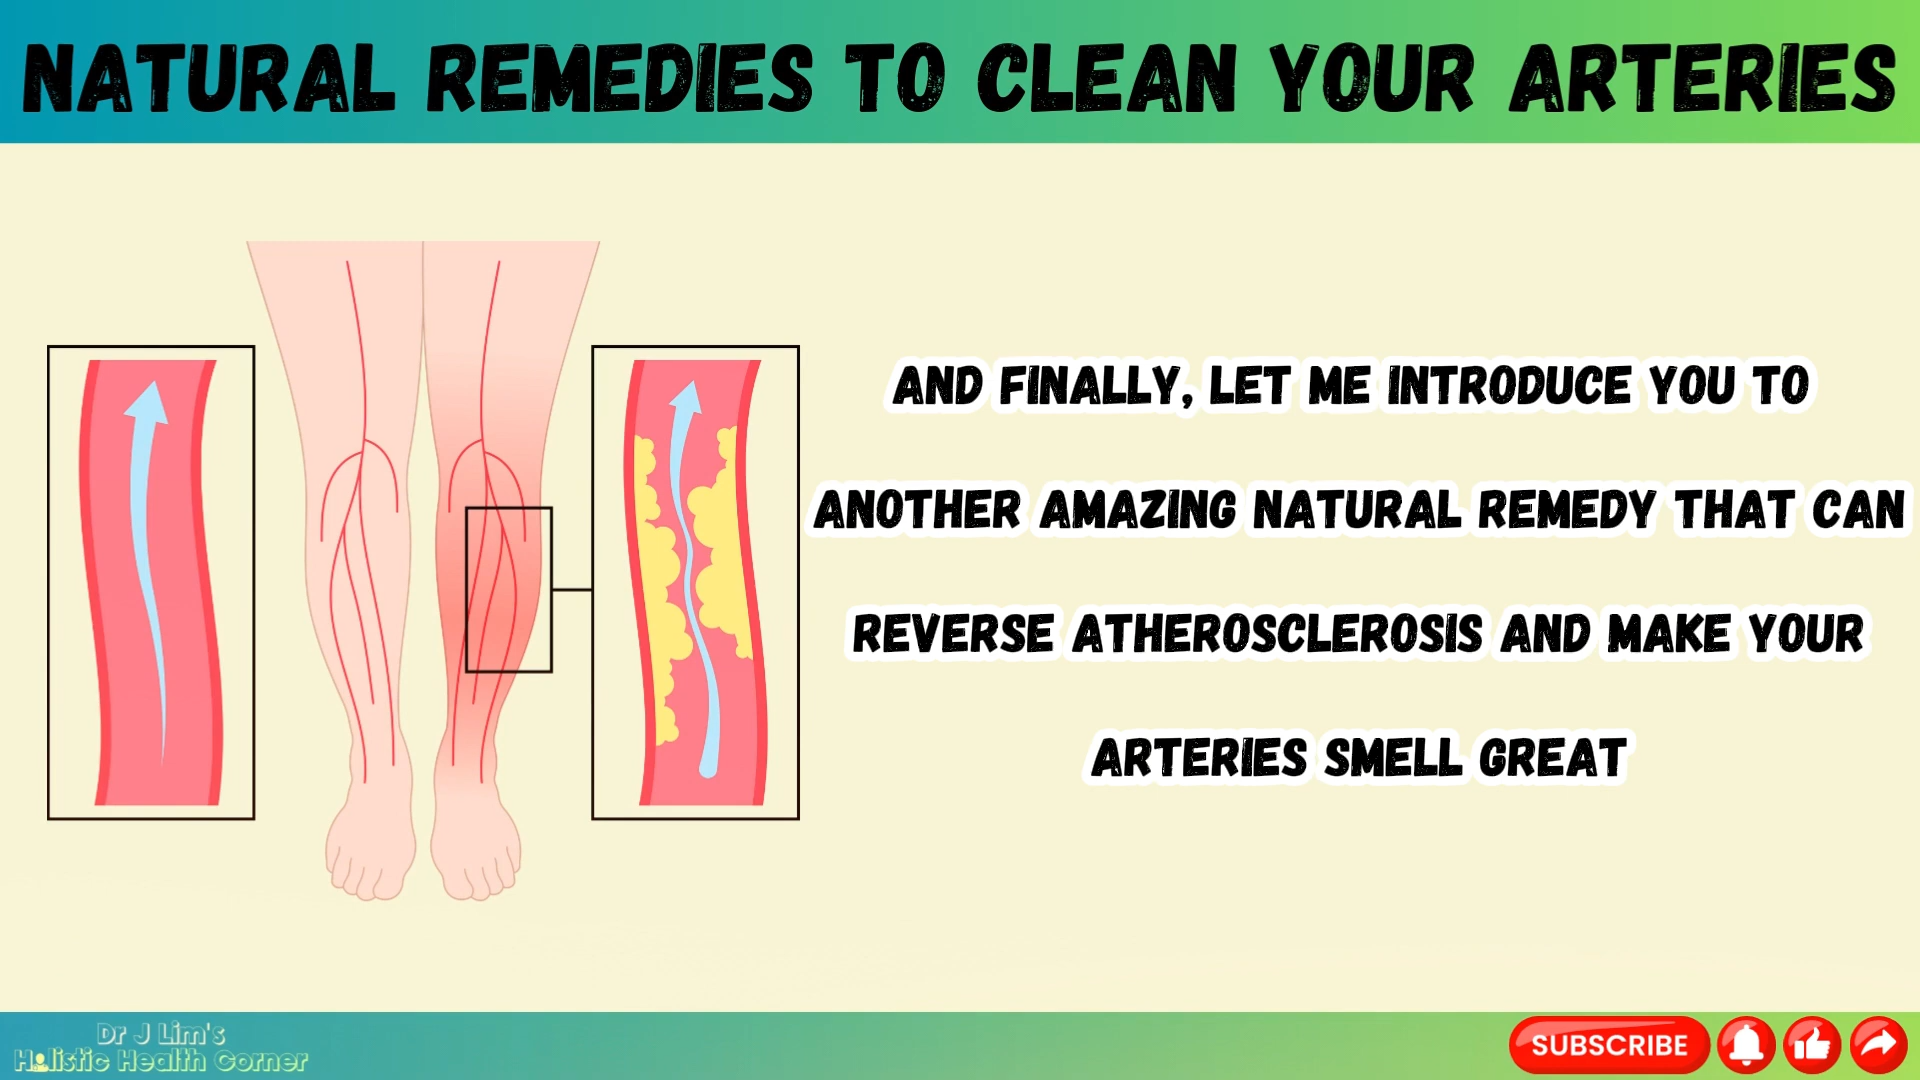 NATURAL REMEDIES TO CLEAN YOUR ARTERIES
AND FINALLY, LET ME INTRODUCE YOU TO
ANOTHER AMAZING NATURAL REMEDY THAT CAN
REVERSE ATHEROSCLEROSIS AND MAKE YOUR
ARTERIES SMELL GREAT
Dr J Lim's
Holistic Health Corner
SUBSCRIBE